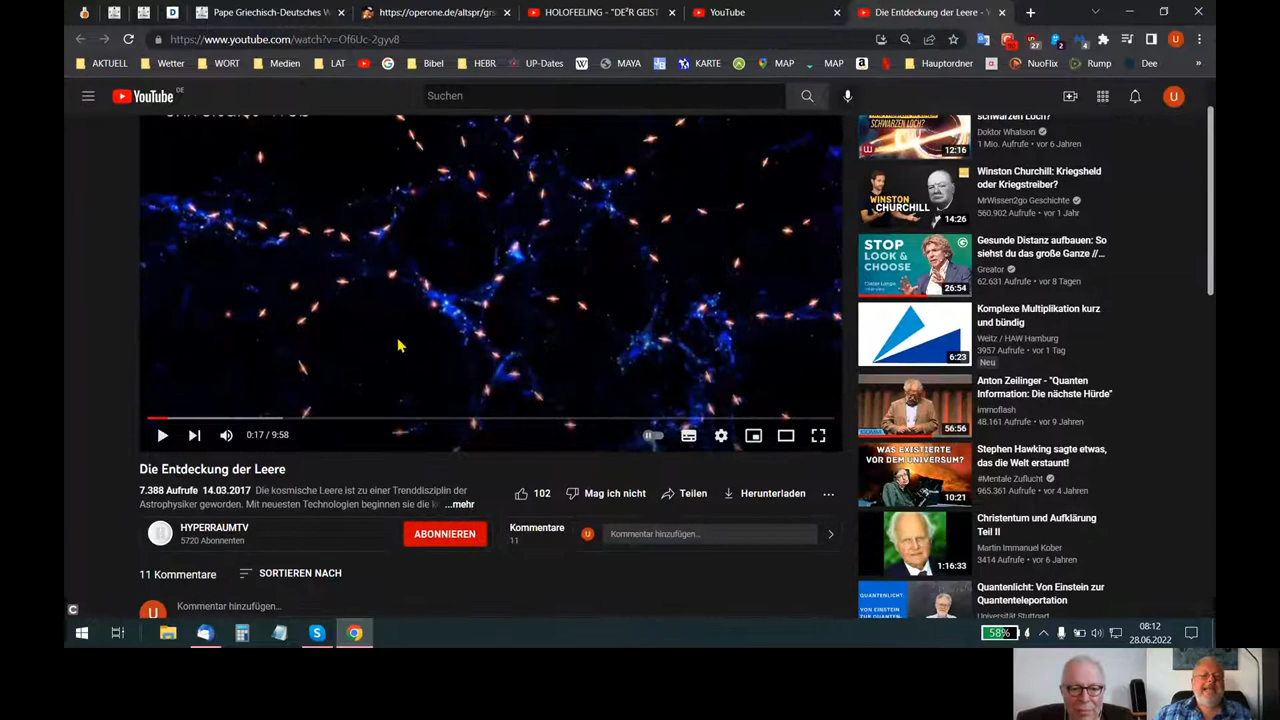 Pape Griechisch-Deutsches W
https://operone.de/altspr/grs
HOLOFEELING - "DE²R GEIST
YouTube
Die Entdeckung der Leere - Y
https://www.youtube.com/watch?v=Of6Uc-2gyv8
AKTUELL
Wetter
WORT
Medien
LAT
Bibel
HEBR
UP-Dates
MAYA
KARTE
MAP
MAP
Hauptordner
NuoFlix
Rump
Dee
»
YouTube DE
Suchen
U
0:17 / 9:58
Die Entdeckung der Leere
7.388 Aufrufe 14.03.2017 Die kosmische Leere ist zu einer Trenddisziplin der
Astrophysiker geworden. Mit neuesten Technologien beginnen sie die k ...mehr
102
Mag ich nicht
Teilen
Herunterladen
HYPERRAUMTV
5720 Abonnenten
ABONNIEREN
Kommentare
11
U
Kommentar hinzufügen...
11 Kommentare
SORTIEREN NACH
U
Kommentar hinzufügen...
schwarzen Loch?
Doktor Whatson
1 Mio. Aufrufe • vor 6 Jahren
SCHWARZEN LOCH?
12:16
Winston Churchill: Kriegsheld
oder Kriegstreiber?
MrWissen2go Geschichte
560.902 Aufrufe • vor 1 Jahr
WINSTON
CHURCHILL
14:26
Gesunde Distanz aufbauen: So
siehst du das große Ganze //...
Greator
62.631 Aufrufe • vor 8 Tagen
STOP
LOOK &
CHOOSE
26:54
Komplexe Multiplikation kurz
und bündig
Weitz / HAW Hamburg
3957 Aufrufe • vor 1 Tag
Neu
6:23
Anton Zeilinger - "Quanten
Information: Die nächste Hürde"
immoflash
48.161 Aufrufe • vor 9 Jahren
56:56
Stephen Hawking sagte etwas,
das die Welt erstaunt!
#Mentale Zuflucht
965.361 Aufrufe • vor 4 Jahren
WAS EXISTIERTE
VOR DEM UNIVERSUM?
10:21
Christentum und Aufklärung
Teil II
Martin Immanuel Kober
3414 Aufrufe • vor 6 Jahren
1:16:33
Quantenlicht: Von Einstein zur
Quantenteleportation
Universität Stuttgart
QUANTENLICHT:
VON EINSTEIN
58%
08:12
28.06.2022